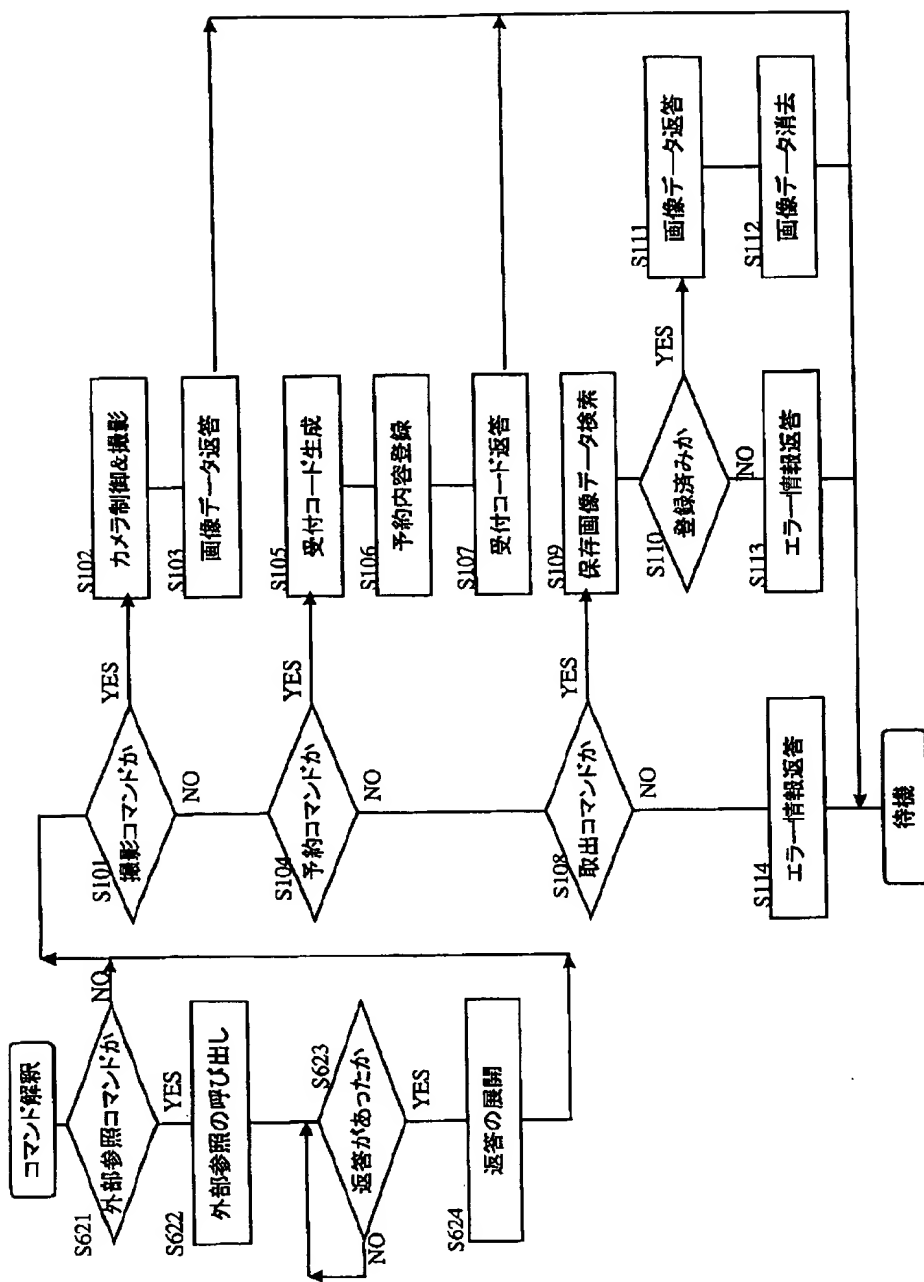 コマンド解釈
S621
外部参照コマンドか
NO
YES
S622
外部参照の呼び出し
S623
返答があったか
NO
YES
S624
返答の展開
S101
撮影コマンドか
YES
NO
S102
カメラ制御&撮影
S103
画像データ返答
S104
予約コマンドか
YES
NO
S105
受付コード生成
S106
予約内容登録
S107
受付コード返答
S108
取出コマンドか
YES
NO
S109
保存画像データ検索
S110
登録済みか
YES
NO
S111
画像データ返答
S112
画像データ消去
S113
エラー情報返答
S114
エラー情報返答
待機